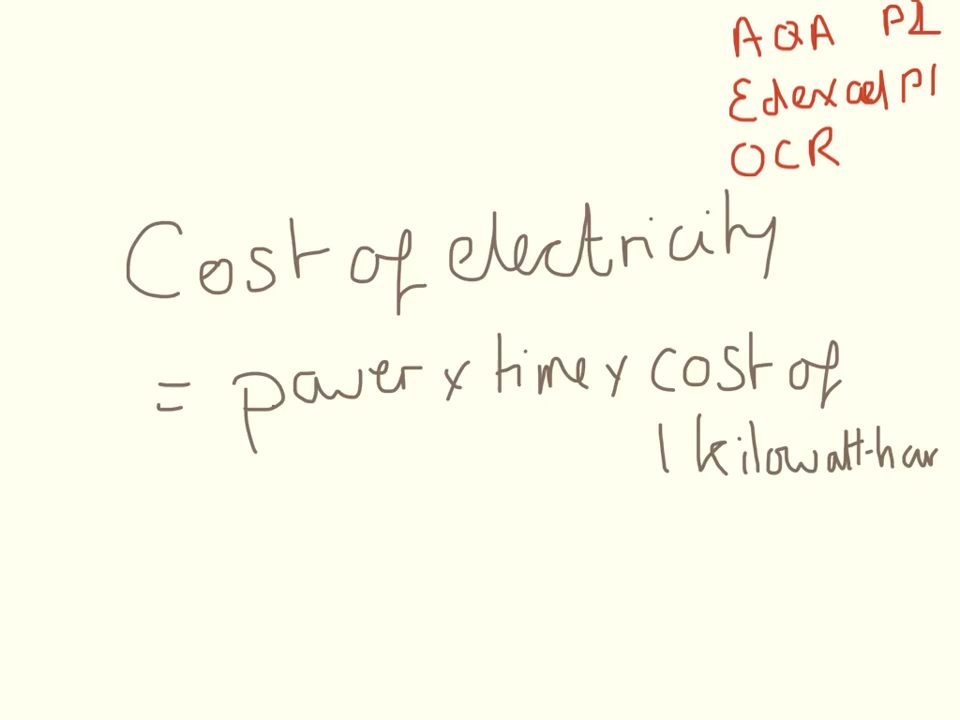 AQA P1
Edexcel P1
OCR
Cost of electricity
= power x time x cost of
1 kilowatt-hour